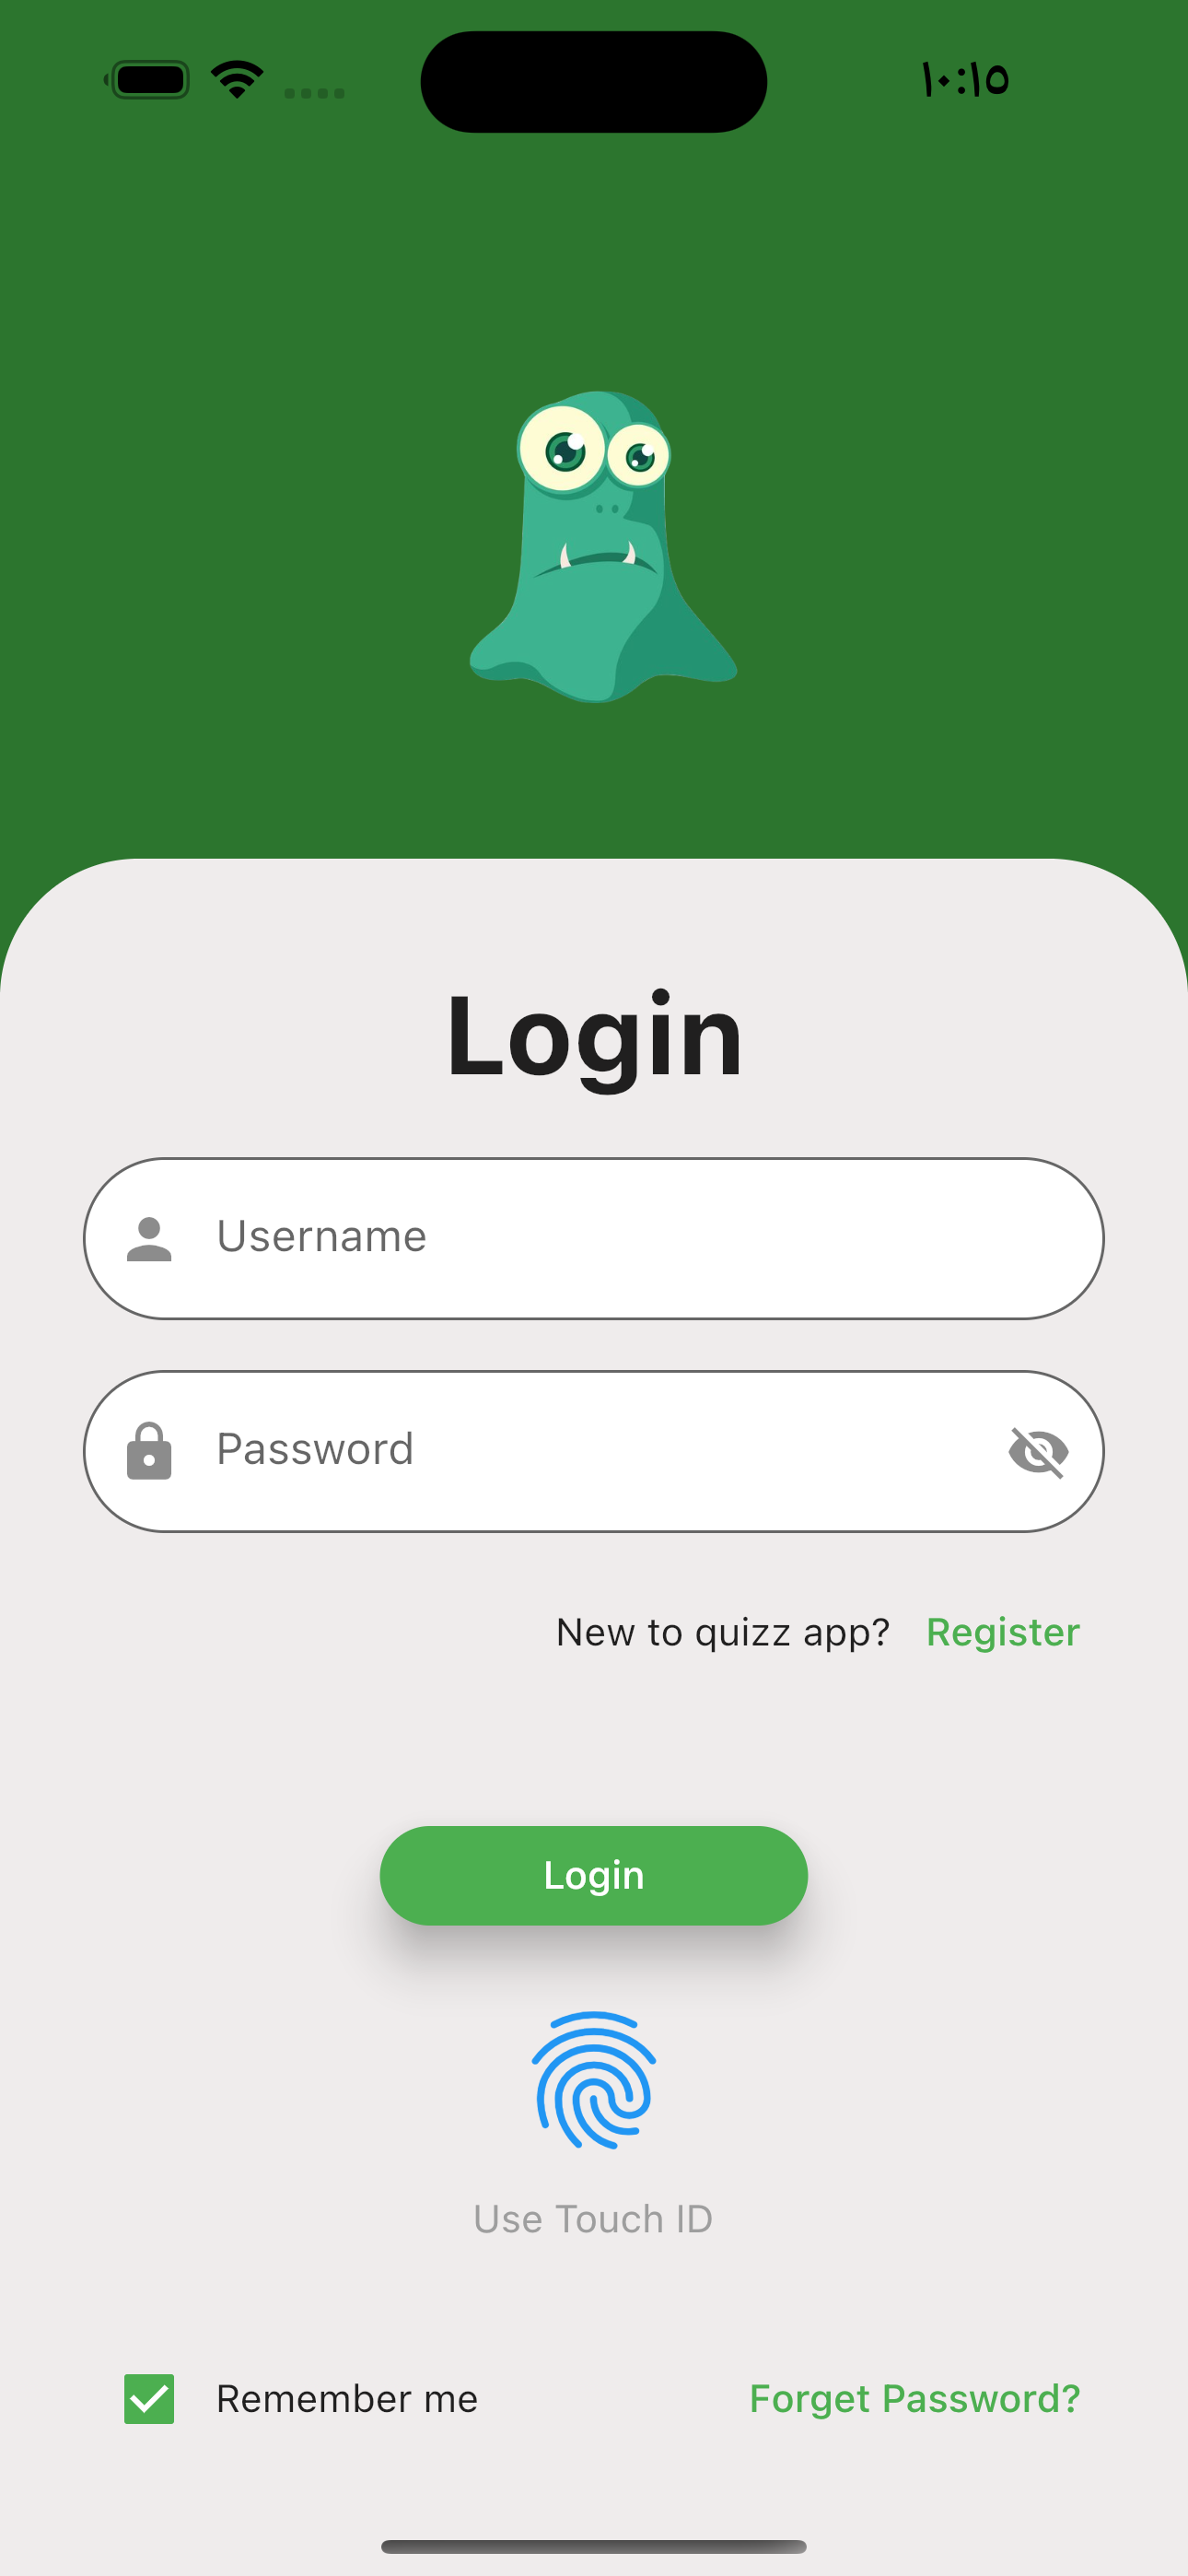 ١٠:١٥
Login
Username
Password
New to quizz app? Register
Login
Use Touch ID
Remember me Forget Password?